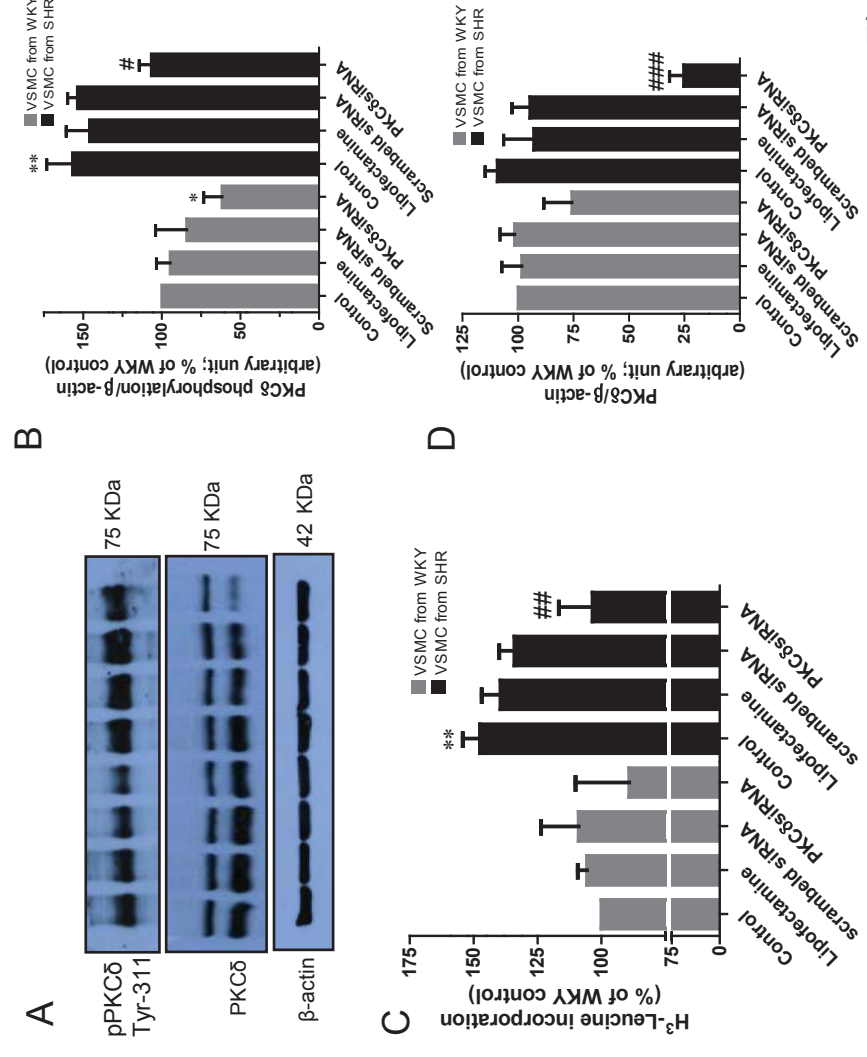 A
pPKCδ
Tyr-311
75 KDa
PKCδ
75 KDa
β-actin
42 KDa
B
PKCδ phosphorylation/β-actin
(arbitrary unit; % of WKY control)
150
100
50
0
VSMC from WKY
VSMC from SHR
**
*
#
Control
Lipofectamine
Scrambeld siRNA
PKCδsiRNA
Control
Lipofectamine
Scrambeld siRNA
PKCδsiRNA
C
H³-Leucine incorporation
(% of WKY control)
175
150
125
100
75
0
VSMC from WKY
VSMC from SHR
**
##
Control
Lipofectamine
scrambeld siRNA
PKCδsiRNA
Control
Lipofectamine
scrambeld siRNA
PKCδsiRNA
D
PKCδ/β-actin
(arbitrary unit; % of WKY control)
125
100
75
50
25
0
VSMC from WKY
VSMC from SHR
####
Control
Lipofectamine
Scrambeld siRNA
PKCδsiRNA
Control
Lipofectamine
Scrambeld siRNA
PKCδsiRNA